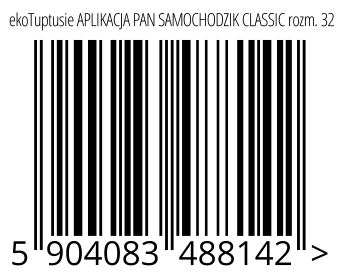 ekoTuptusie APLIKACJA PAN SAMOCHODZIK CLASSIC rozm. 32
5 904083 488142 >